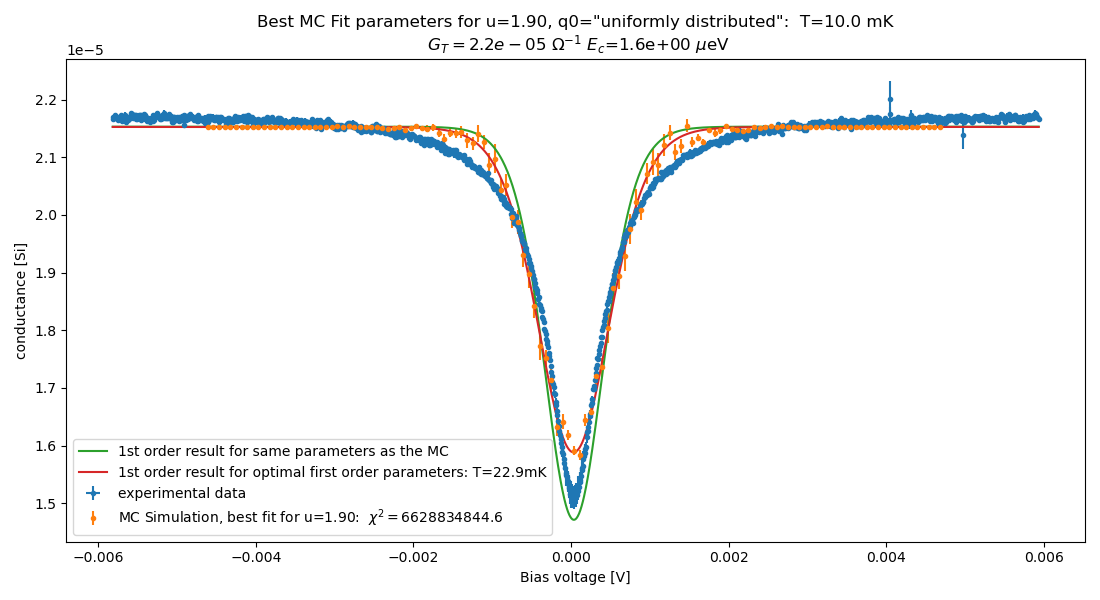 Best MC Fit parameters for u=1.90, q0="uniformly distributed":  T=10.0 mK
$G_T = 2.2e-05\ \Omega^{-1}\ E_c$=1.6e+00 $\mu$eV
1e−5
2.2
2.1
2.0
1.9
1.8
1.7
1.6
1.5
conductance [Si]
1st order result for same parameters as the MC
1st order result for optimal first order parameters: T=22.9mK
experimental data
MC Simulation, best fit for u=1.90:  $\chi^2 = 6628834844.6$
−0.006
−0.004
−0.002
0.000
0.002
0.004
0.006
Bias voltage [V]